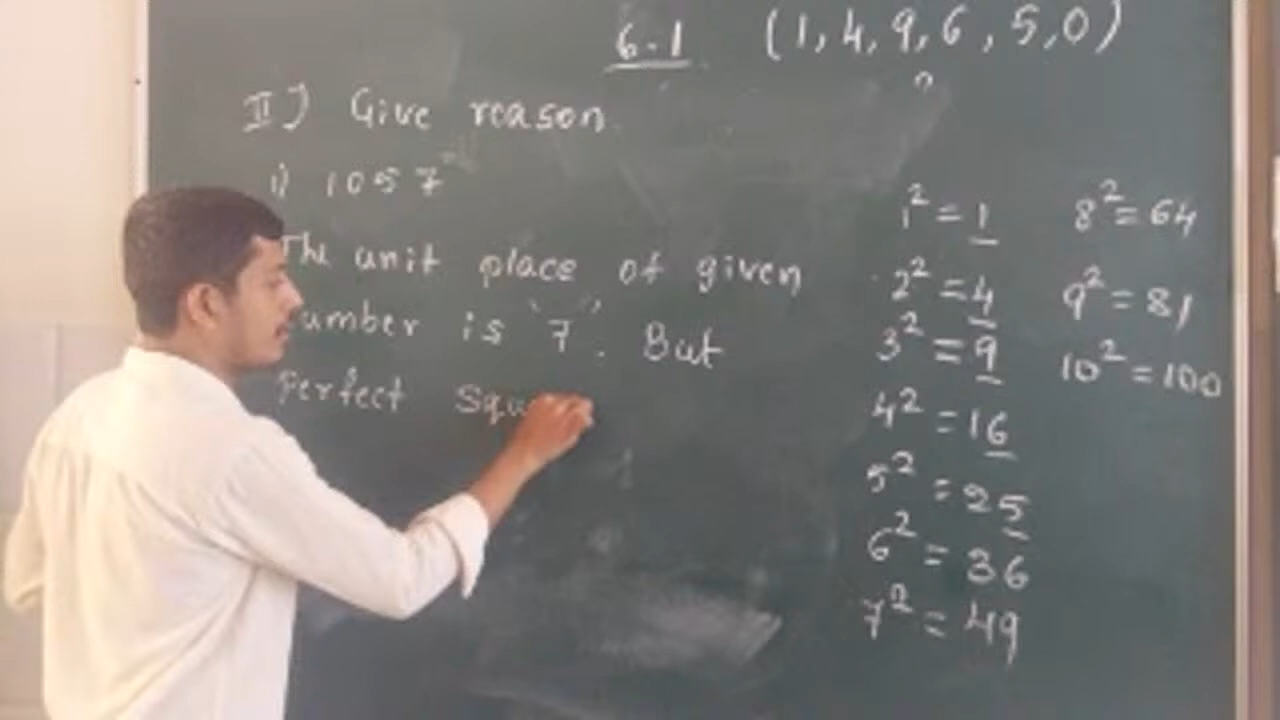 6.1 (1, 4, 9, 6, 5, 0)
II) Give reason
i) 1057
The unit place of given
number is "7". But
perfect Squ
1² = 1
2² = 4
3² = 9
4² = 16
5² = 25
6² = 36
7² = 49
8² = 64
9² = 81
10² = 100